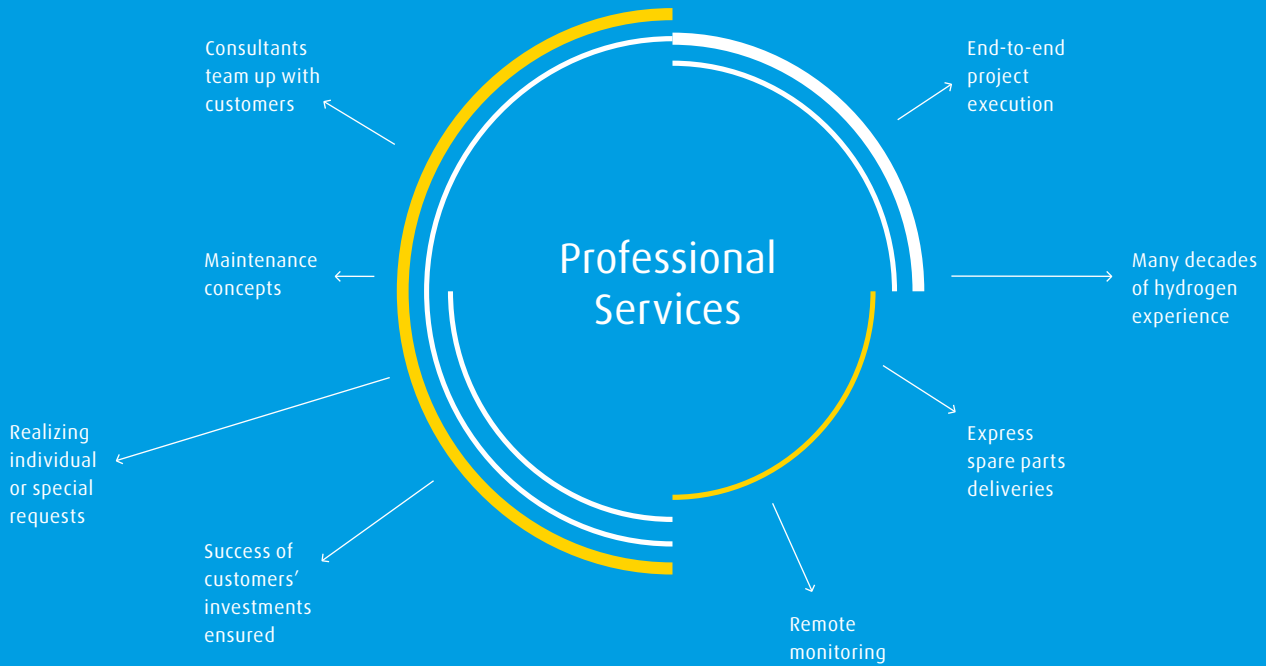 Consultants
team up with
customers
End-to-end
project
execution
Professional
Services
Maintenance
concepts
Many decades
of hydrogen
experience
Realizing
individual
or special
requests
Express
spare parts
deliveries
Success of
customers’
investments
ensured
Remote
monitoring